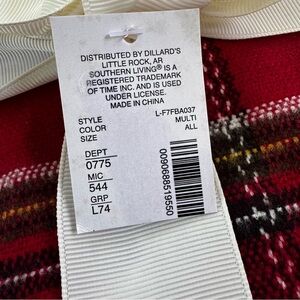 DISTRIBUTED BY DILLARD'S
LITTLE ROCK, AR
SOUTHERN LIVING® IS A
REGISTERED TRADEMARK
OF TIME INC. AND IS USED
UNDER LICENSE.
MADE IN CHINA
STYLE L-F7FBA037
COLOR MULTI
SIZE ALL
DEPT
0775
MIC
544
GRP
L74
0090688519550